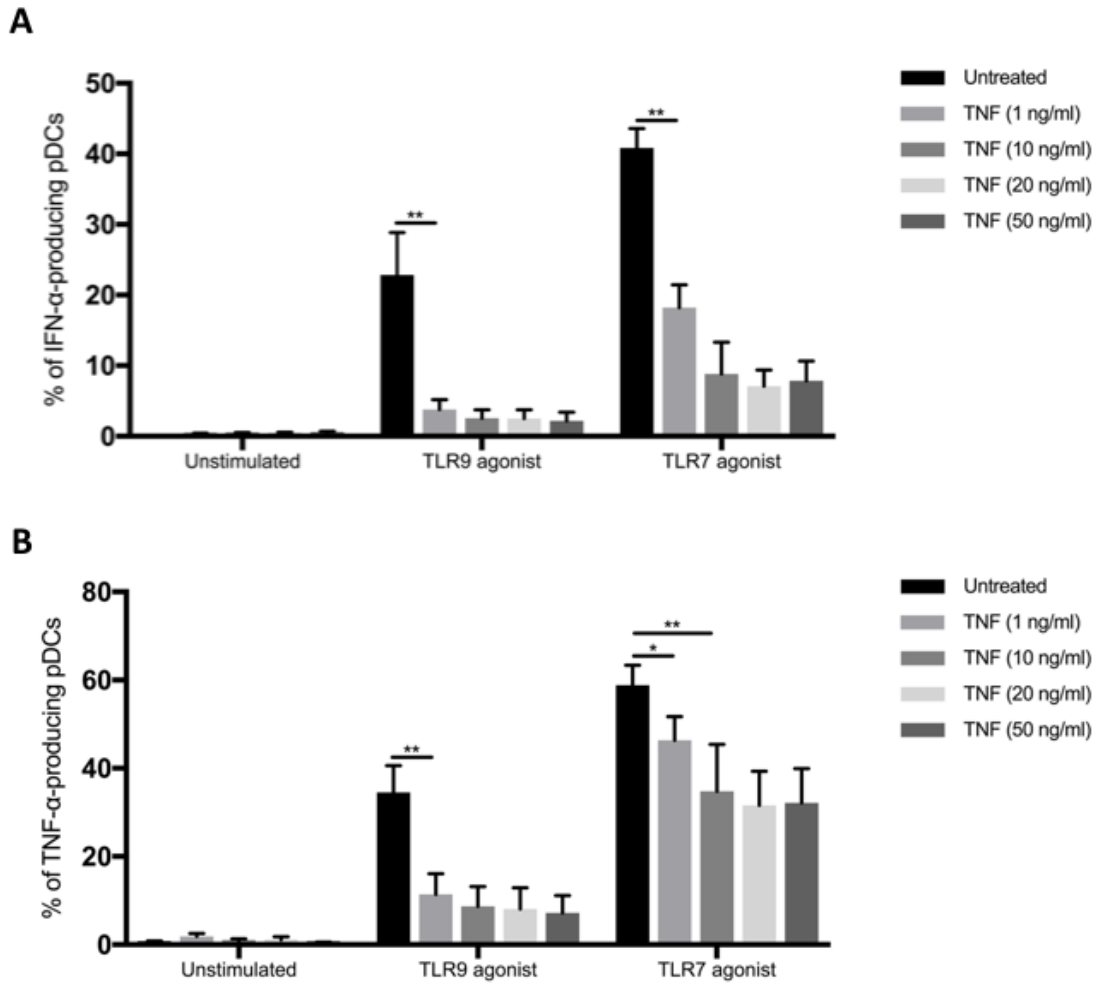 A
% of IFN-α-producing pDCs
50
40
30
20
10
0
**
**
Unstimulated
TLR9 agonist
TLR7 agonist
Untreated
TNF (1 ng/ml)
TNF (10 ng/ml)
TNF (20 ng/ml)
TNF (50 ng/ml)
B
% of TNF-α-producing pDCs
80
60
40
20
0
**
**
*
Unstimulated
TLR9 agonist
TLR7 agonist
Untreated
TNF (1 ng/ml)
TNF (10 ng/ml)
TNF (20 ng/ml)
TNF (50 ng/ml)